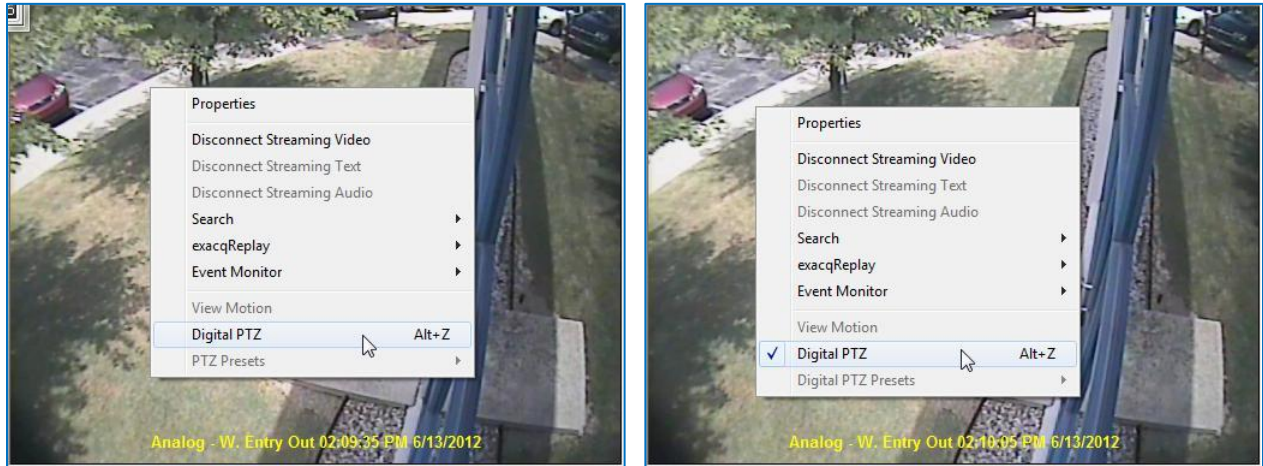 Properties
Disconnect Streaming Video
Disconnect Streaming Text
Disconnect Streaming Audio
Search
exacqReplay
Event Monitor
View Motion
Digital PTZ Alt+Z
PTZ Presets
Analog - W. Entry Out 02:09:35 PM 6/13/2012
Properties
Disconnect Streaming Video
Disconnect Streaming Text
Disconnect Streaming Audio
Search
exacqReplay
Event Monitor
View Motion
Digital PTZ Alt+Z
Digital PTZ Presets
Analog - W. Entry Out 02:10:05 PM 6/13/2012